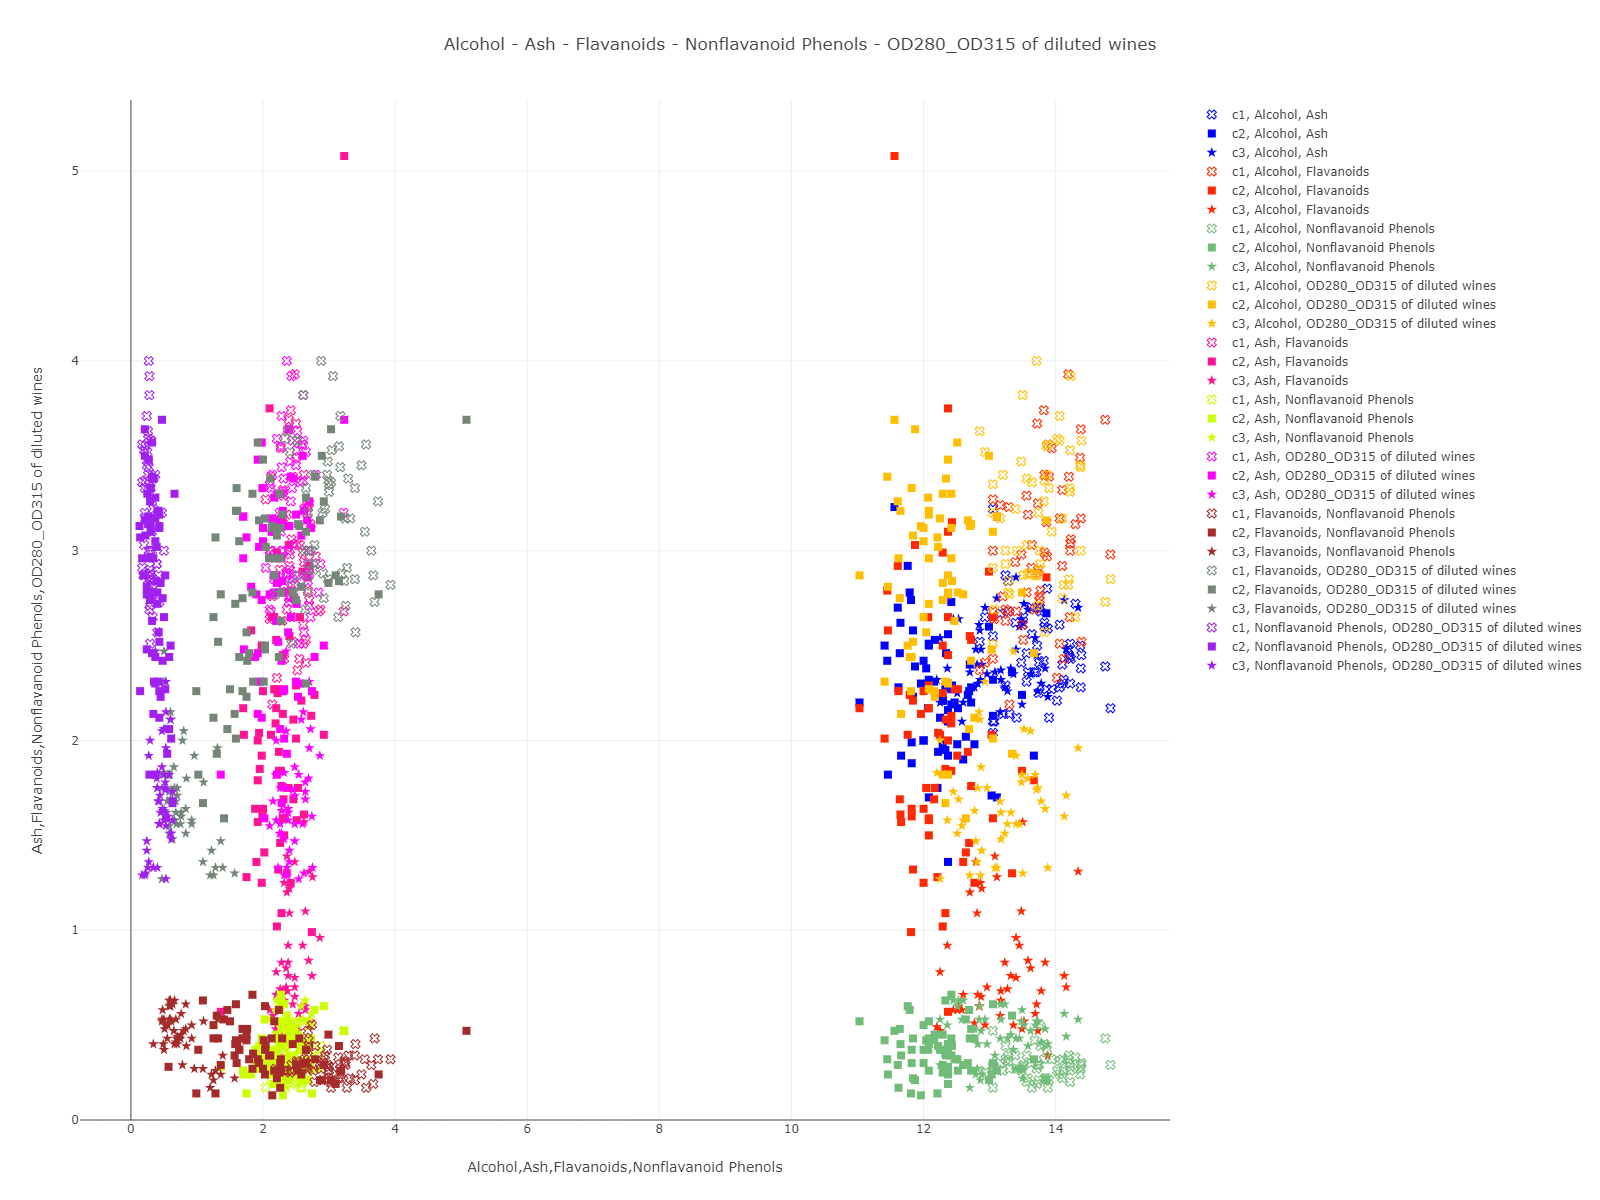 Alcohol - Ash - Flavanoids - Nonflavanoid Phenols - OD280_OD315 of diluted wines
Ash,Flavanoids,Nonflavanoid Phenols,OD280_OD315 of diluted wines
5
4
3
2
1
0
0 2 4 6 8 10 12 14
Alcohol,Ash,Flavanoids,Nonflavanoid Phenols
c1, Alcohol, Ash
c2, Alcohol, Ash
c3, Alcohol, Ash
c1, Alcohol, Flavanoids
c2, Alcohol, Flavanoids
c3, Alcohol, Flavanoids
c1, Alcohol, Nonflavanoid Phenols
c2, Alcohol, Nonflavanoid Phenols
c3, Alcohol, Nonflavanoid Phenols
c1, Alcohol, OD280_OD315 of diluted wines
c2, Alcohol, OD280_OD315 of diluted wines
c3, Alcohol, OD280_OD315 of diluted wines
c1, Ash, Flavanoids
c2, Ash, Flavanoids
c3, Ash, Flavanoids
c1, Ash, Nonflavanoid Phenols
c2, Ash, Nonflavanoid Phenols
c3, Ash, Nonflavanoid Phenols
c1, Ash, OD280_OD315 of diluted wines
c2, Ash, OD280_OD315 of diluted wines
c3, Ash, OD280_OD315 of diluted wines
c1, Flavanoids, Nonflavanoid Phenols
c2, Flavanoids, Nonflavanoid Phenols
c3, Flavanoids, Nonflavanoid Phenols
c1, Flavanoids, OD280_OD315 of diluted wines
c2, Flavanoids, OD280_OD315 of diluted wines
c3, Flavanoids, OD280_OD315 of diluted wines
c1, Nonflavanoid Phenols, OD280_OD315 of diluted wines
c2, Nonflavanoid Phenols, OD280_OD315 of diluted wines
c3, Nonflavanoid Phenols, OD280_OD315 of diluted wines